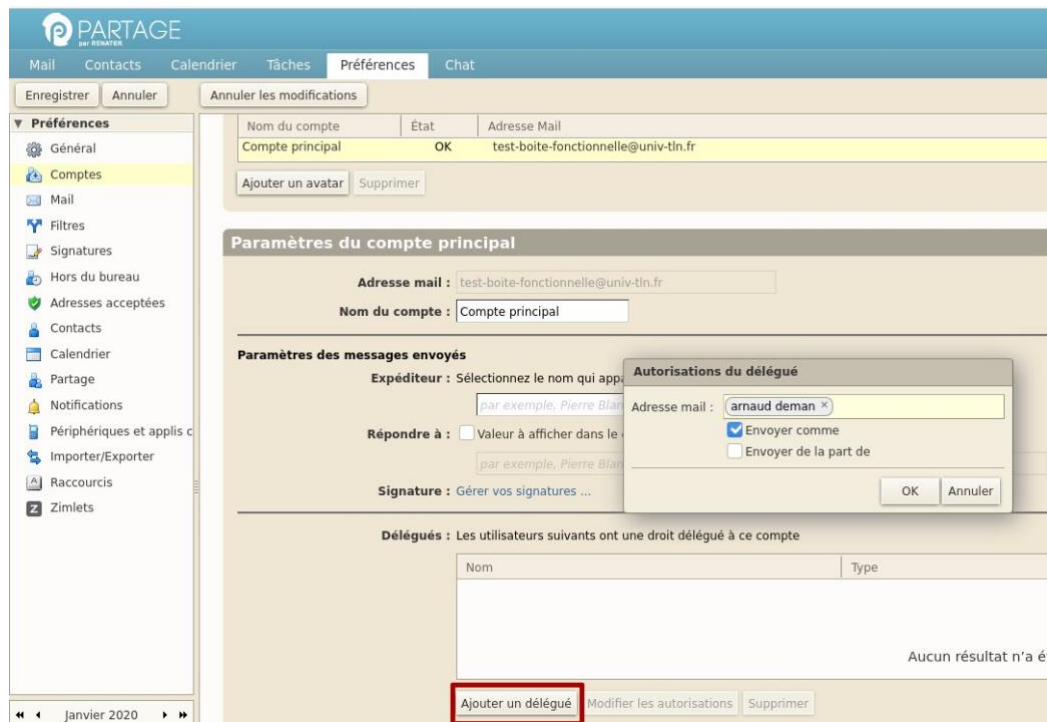 PARTAGE
par RENATER
Mail Contacts Calendrier Tâches Préférences Chat
Enregistrer Annuler Annuler les modifications
Préférences
Général
Comptes
Mail
Filtres
Signatures
Hors du bureau
Adresses acceptées
Contacts
Calendrier
Partage
Notifications
Périphériques et applis c
Importer/Exporter
Raccourcis
Zimlets
Janvier 2020
Nom du compte État Adresse Mail
Compte principal OK test-boite-fonctionnelle@univ-tln.fr
Ajouter un avatar Supprimer
Paramètres du compte principal
Adresse mail : test-boite-fonctionnelle@univ-tln.fr
Nom du compte : Compte principal
Paramètres des messages envoyés
Expéditeur : Sélectionnez le nom qui appa
par exemple, Pierre Blan
Répondre à : Valeur à afficher dans le
par exemple, Pierre Blan
Signature : Gérer vos signatures ...
Autorisations du délégué
Adresse mail : arnaud deman ×
Envoyer comme
Envoyer de la part de
OK Annuler
Délégués : Les utilisateurs suivants ont une droit délégué à ce compte
Nom Type
Aucun résultat n'a é
Ajouter un délégué Modifier les autorisations Supprimer